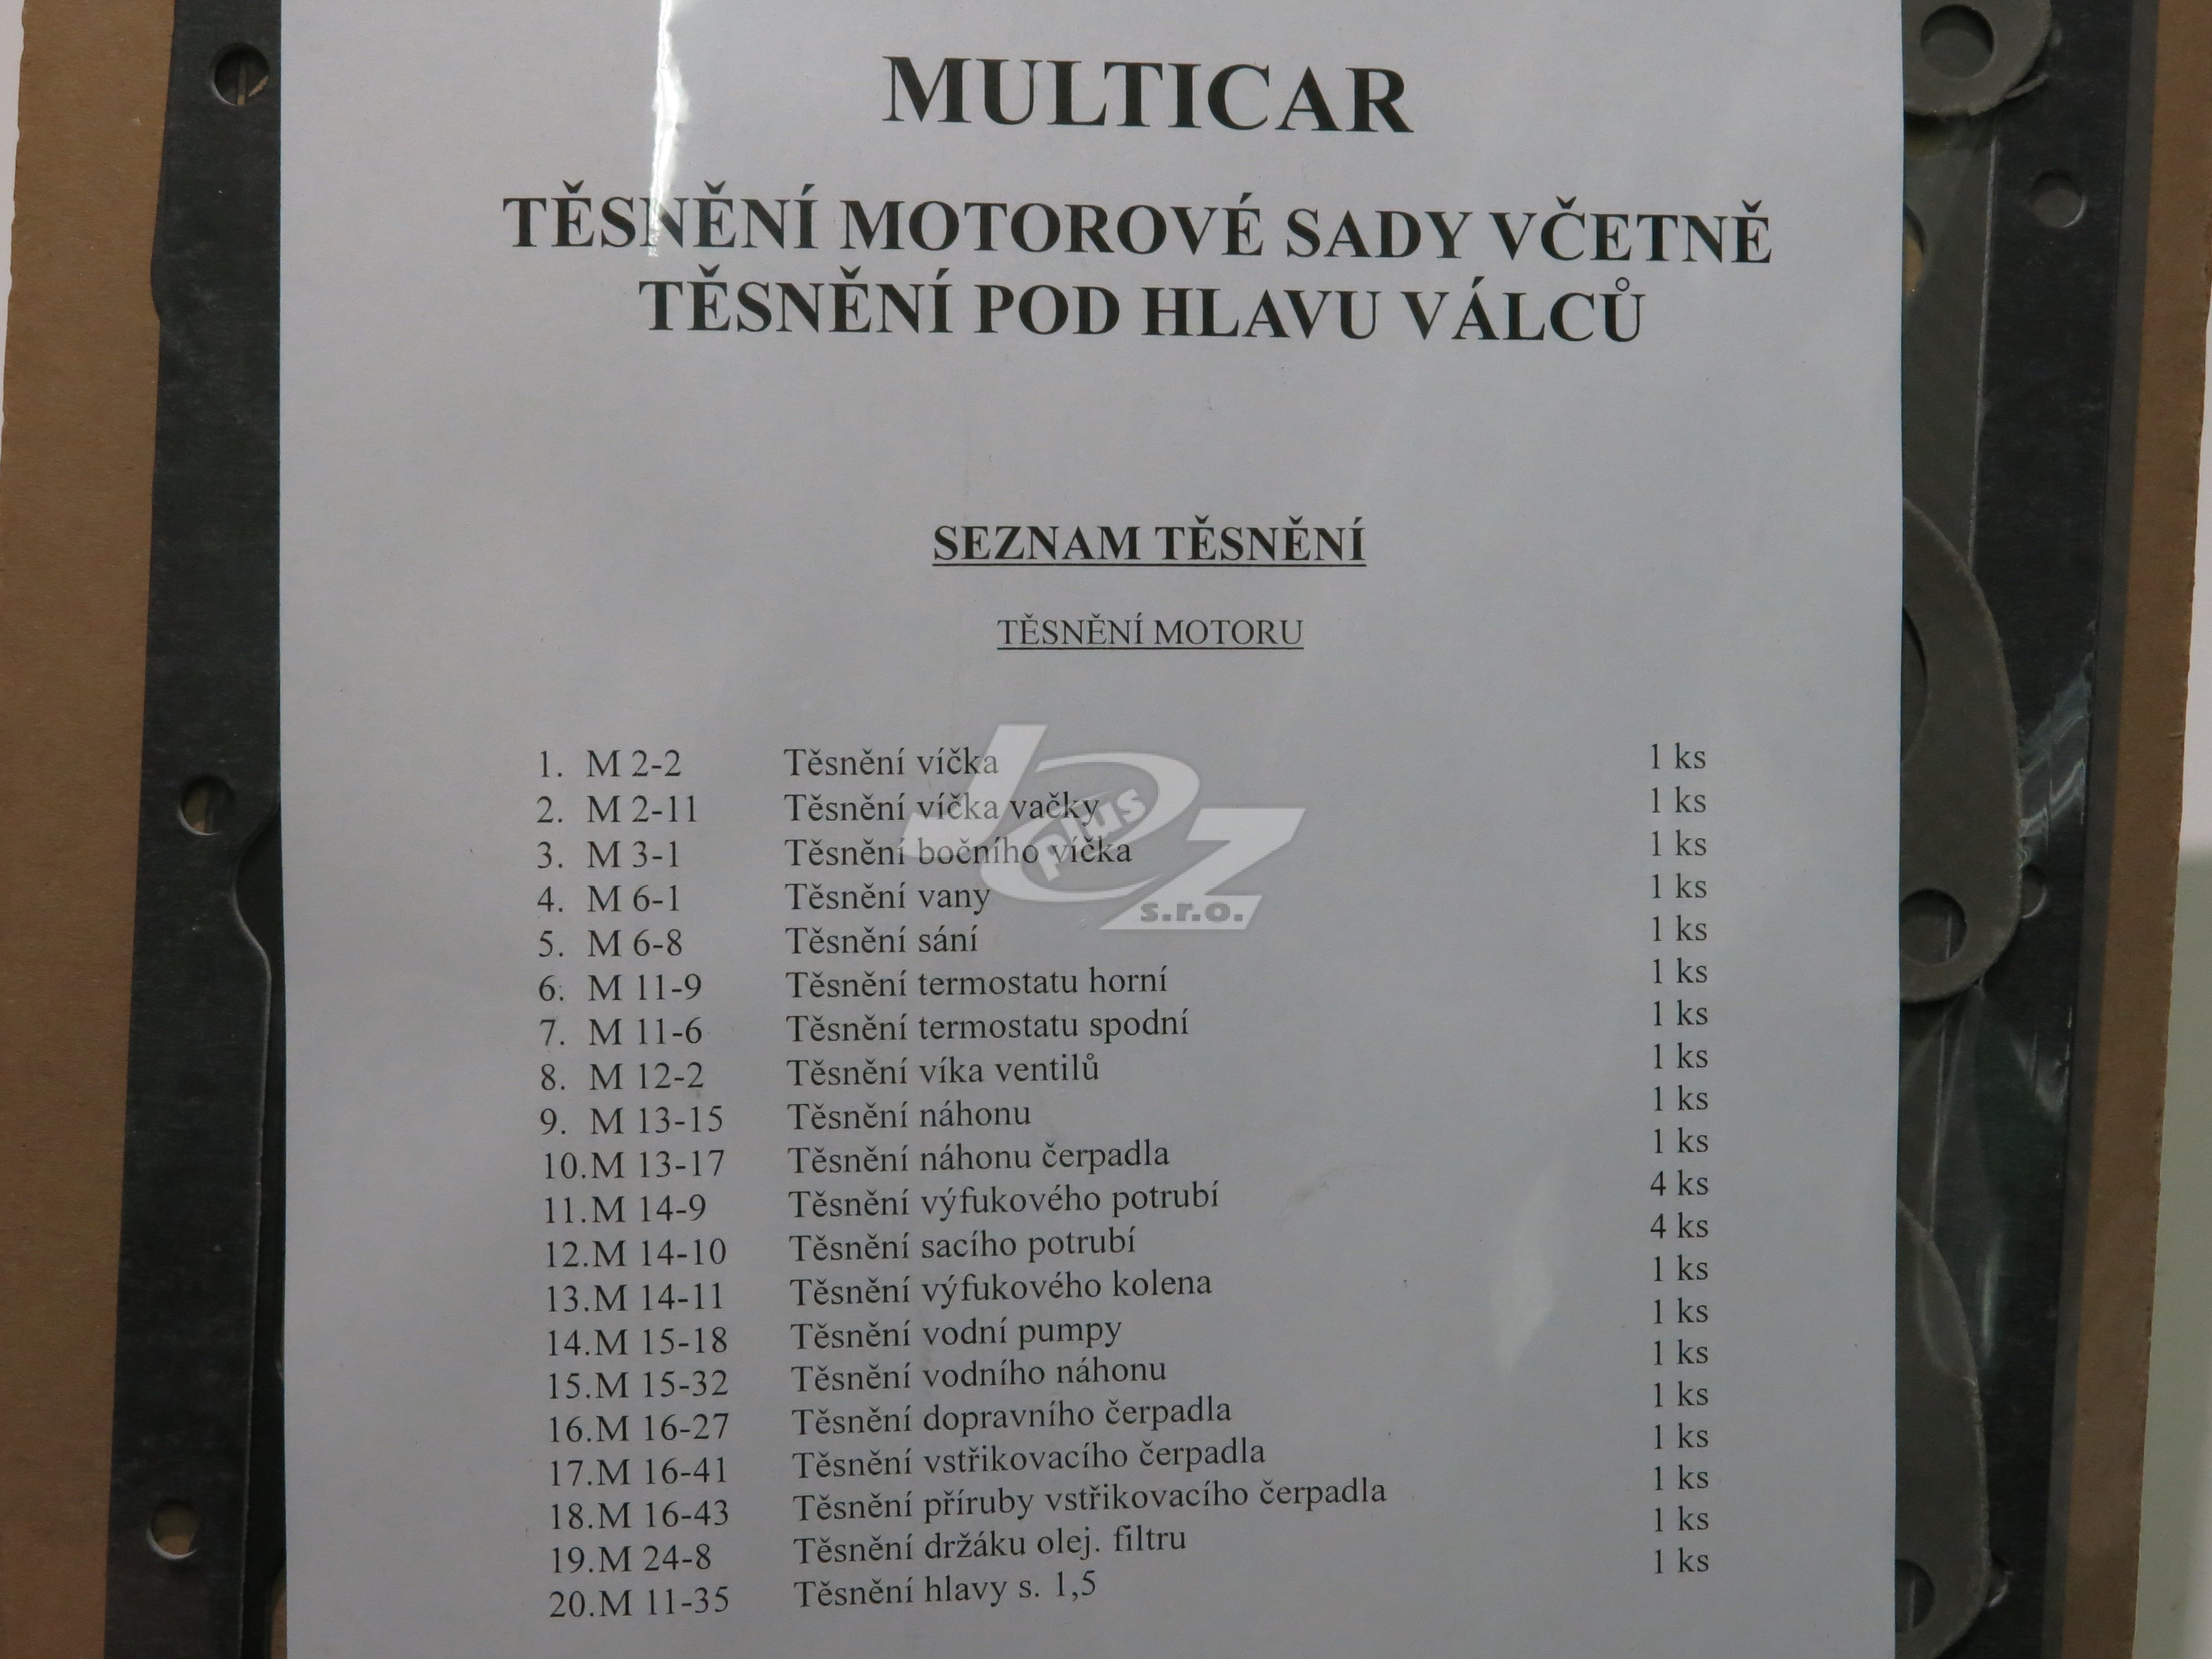 MULTICAR
TĚSNĚNÍ MOTOROVÉ SADY VČETNĚ
TĚSNĚNÍ POD HLAVU VÁLCŮ
SEZNAM TĚSNĚNÍ
TĚSNĚNÍ MOTORU
1. M 2-2 Těsnění víčka 1 ks
2. M 2-11 Těsnění víčka vačky 1 ks
3. M 3-1 Těsnění bočního víčka 1 ks
4. M 6-1 Těsnění vany 1 ks
5. M 6-8 Těsnění sání 1 ks
6. M 11-9 Těsnění termostatu horní 1 ks
7. M 11-6 Těsnění termostatu spodní 1 ks
8. M 12-2 Těsnění víka ventilů 1 ks
9. M 13-15 Těsnění náhonu 1 ks
10.M 13-17 Těsnění náhonu čerpadla 1 ks
11.M 14-9 Těsnění výfukového potrubí 4 ks
12.M 14-10 Těsnění sacího potrubí 4 ks
13.M 14-11 Těsnění výfukového kolena 1 ks
14.M 15-18 Těsnění vodní pumpy 1 ks
15.M 15-32 Těsnění vodního náhonu 1 ks
16.M 16-27 Těsnění dopravního čerpadla 1 ks
17.M 16-41 Těsnění vstřikovacího čerpadla 1 ks
18.M 16-43 Těsnění příruby vstřikovacího čerpadla 1 ks
19.M 24-8 Těsnění držáku olej. filtru 1 ks
20.M 11-35 Těsnění hlavy s. 1,5 1 ks
JOZ plus s.r.o.